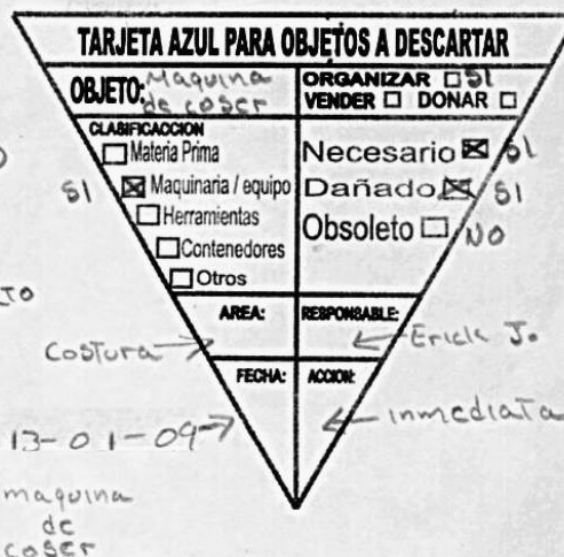 TARJETA AZUL PARA OBJETOS A DESCARTAR
OBJETO: Maquina de coser
ORGANIZAR □ SI
VENDER □ DONAR □
CLASIFICACCION
□ Materia Prima
SI ☒ Maquinaria / equipo
□ Herramientas
□ Contenedores
□ Otros
Necesario ☒ SI
Dañado ☒ SI
Obsoleto □ NO
AREA:
Costura
RESPONSABLE:
Erick J.
FECHA:
13-01-09
ACCION:
inmediata
maquina
de
coser